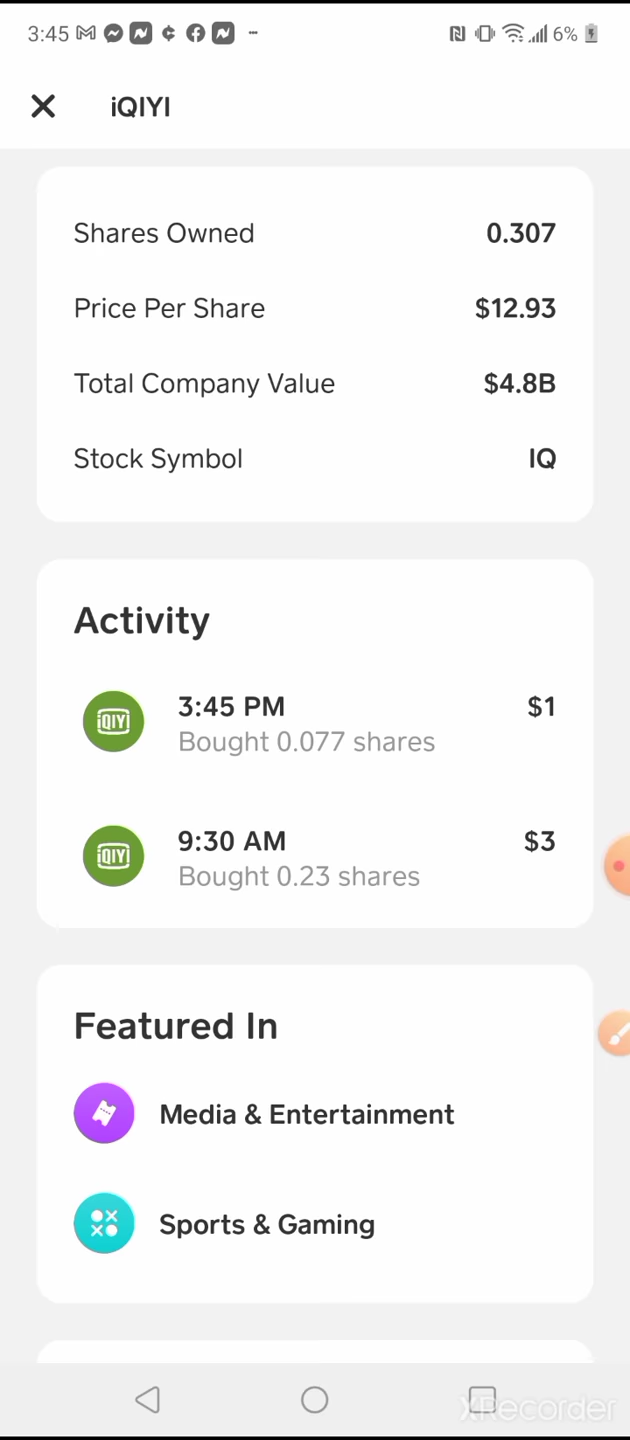 3:45 6%
iQIYI
Shares Owned 0.307
Price Per Share $12.93
Total Company Value $4.8B
Stock Symbol IQ
Activity
iQIYI 3:45 PM $1
Bought 0.077 shares
iQIYI 9:30 AM $3
Bought 0.23 shares
Featured In
Media & Entertainment
Sports & Gaming
XRecorder